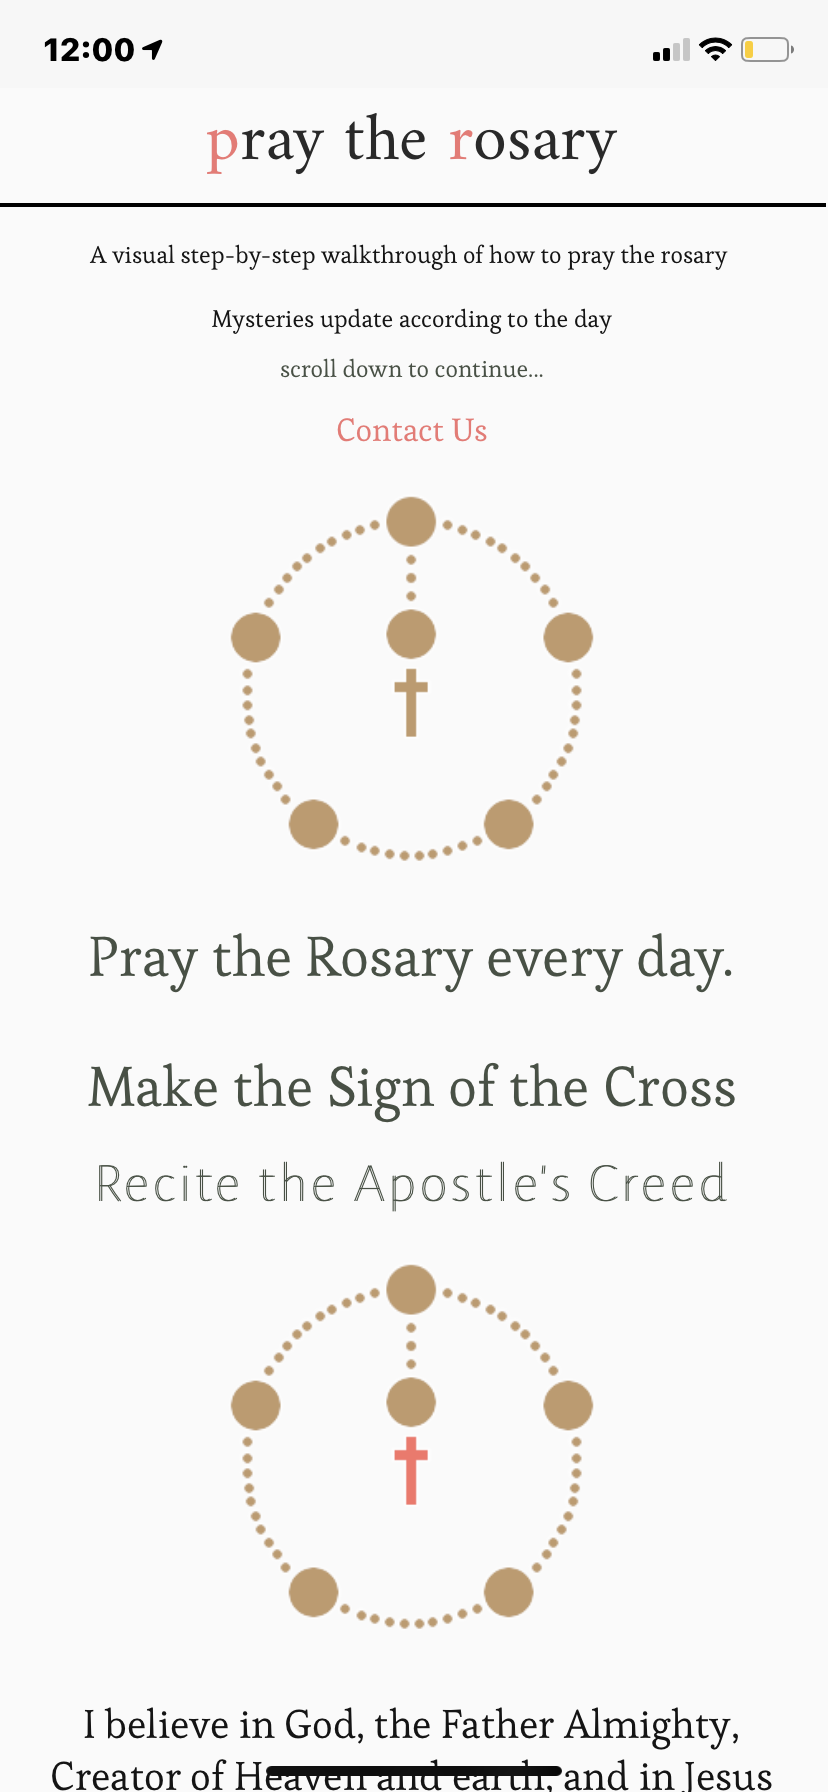 12:00
pray the rosary
A visual step-by-step walkthrough of how to pray the rosary
Mysteries update according to the day
scroll down to continue...
Contact Us
Pray the Rosary every day.
Make the Sign of the Cross
Recite the Apostle's Creed
I believe in God, the Father Almighty,
Creator of Heaven and earth, and in Jesus